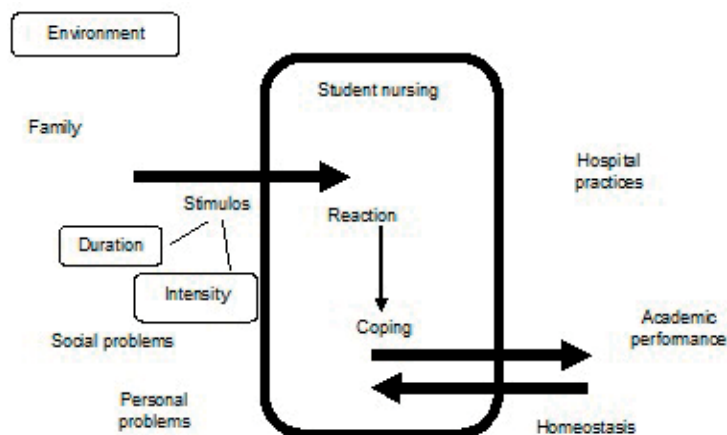 Environment
Student nursing
Family
Hospital
practices
Stimulos
Reaction
Duration
Intensity
Coping
Academic
performance
Social problems
Personal
problems
Homeostasis